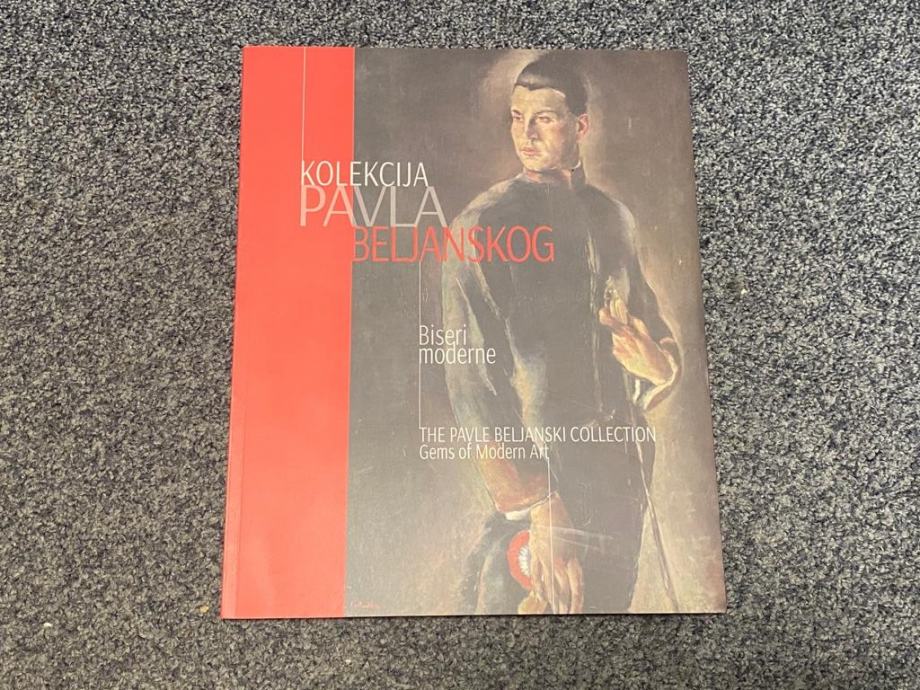 KOLEKCIJA
PAVLA
BELJANSKOG
Biseri
moderne
THE PAVLE BELJANSKI COLLECTION
Gems of Modern Art